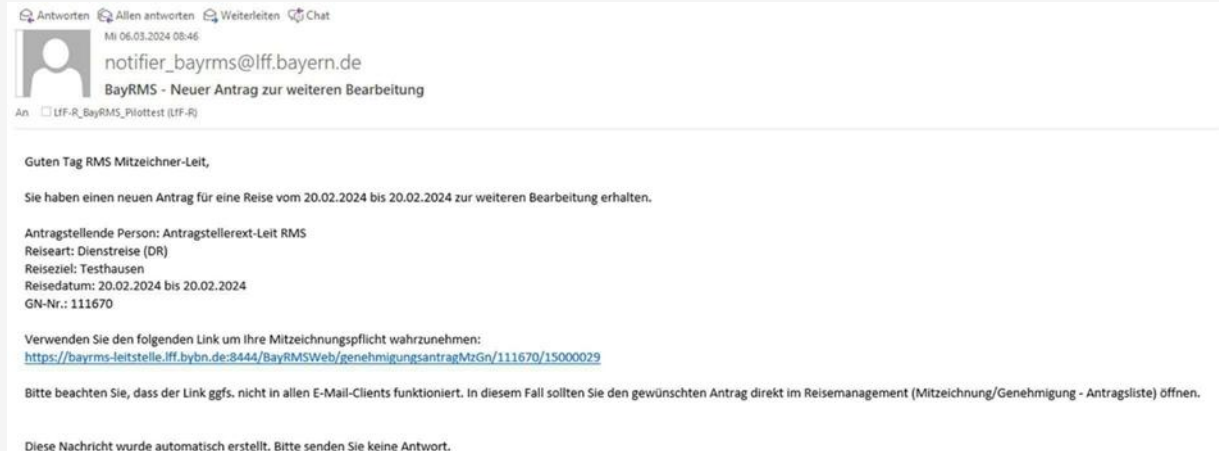 Antworten Allen antworten Weiterleiten Chat
Mi 06.03.2024 08:46
notifier_bayrms@lff.bayern.de
BayRMS - Neuer Antrag zur weiteren Bearbeitung
An LfF-R_BayRMS_Pilottest (LfF-R)
Guten Tag RMS Mitzeichner-Leit,
Sie haben einen neuen Antrag für eine Reise vom 20.02.2024 bis 20.02.2024 zur weiteren Bearbeitung erhalten.
Antragstellende Person: Antragstellerext-Leit RMS
Reiseart: Dienstreise (DR)
Reiseziel: Testhausen
Reisedatum: 20.02.2024 bis 20.02.2024
GN-Nr.: 111670
Verwenden Sie den folgenden Link um Ihre Mitzeichnungspflicht wahrzunehmen:
https://bayrms-leitstelle.lff.bybn.de:8444/BayRMSWeb/genehmigungsantragMzGn/111670/15000029
Bitte beachten Sie, dass der Link ggfs. nicht in allen E-Mail-Clients funktioniert. In diesem Fall sollten Sie den gewünschten Antrag direkt im Reisemanagement (Mitzeichnung/Genehmigung - Antragsliste) öffnen.
Diese Nachricht wurde automatisch erstellt. Bitte senden Sie keine Antwort.